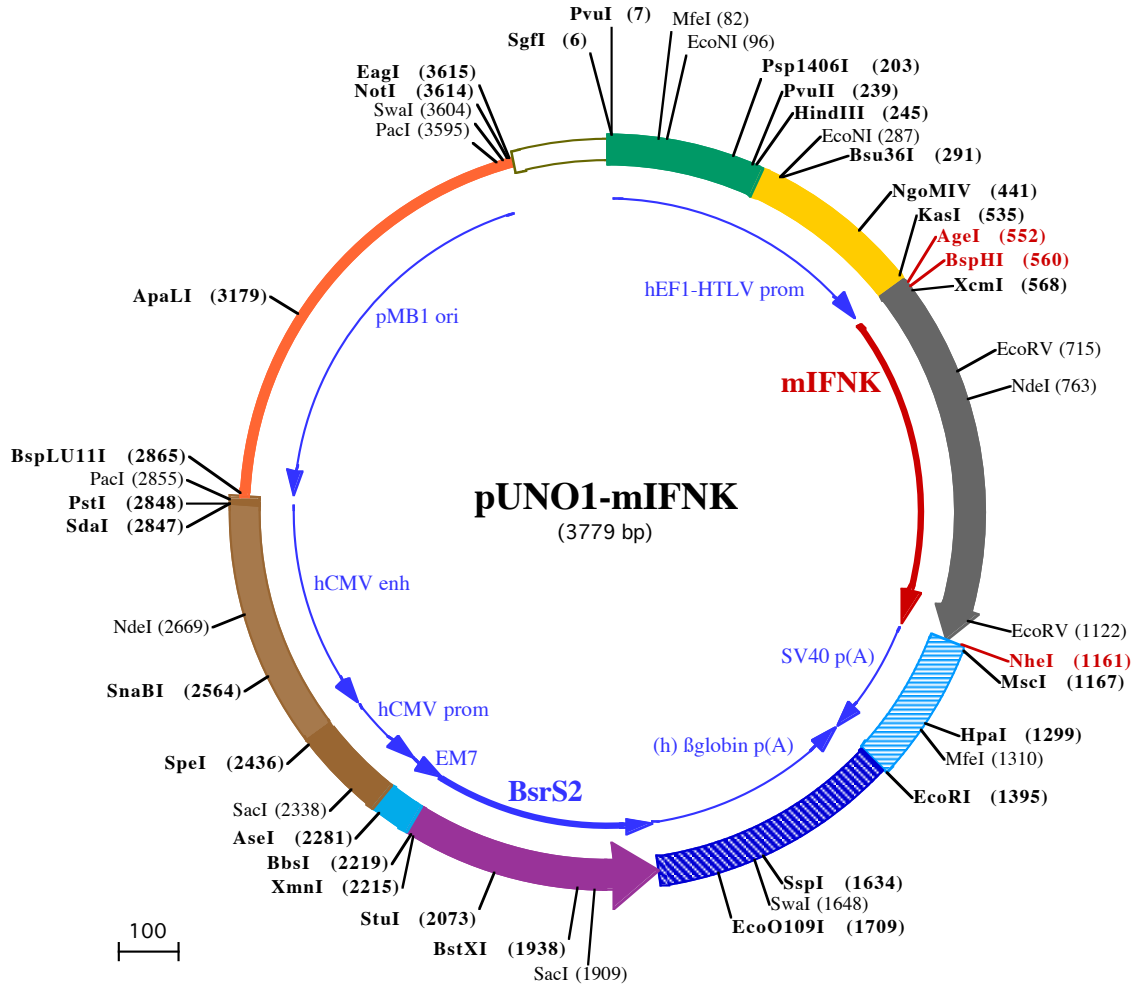 PvuI (7)
SgfI (6)
MfeI (82)
EcoNI (96)
Psp1406I (203)
PvuII (239)
HindIII (245)
EcoNI (287)
Bsu36I (291)
NgoMIV (441)
KasI (535)
AgeI (552)
BspHI (560)
XcmI (568)
EcoRV (715)
NdeI (763)
EcoRV (1122)
NheI (1161)
MscI (1167)
HpaI (1299)
MfeI (1310)
EcoRI (1395)
SspI (1634)
SwaI (1648)
EcoO109I (1709)
SacI (1909)
BstXI (1938)
StuI (2073)
XmnI (2215)
BbsI (2219)
AseI (2281)
SacI (2338)
SpeI (2436)
SnaBI (2564)
NdeI (2669)
SdaI (2847)
PstI (2848)
PacI (2855)
BspLU11I (2865)
ApaLI (3179)
PacI (3595)
SwaI (3604)
NotI (3614)
EagI (3615)
hEF1-HTLV prom
mIFNK
SV40 p(A)
(h) ßglobin p(A)
BsrS2
EM7
hCMV prom
hCMV enh
pMB1 ori
pUNO1-mIFNK
(3779 bp)
100